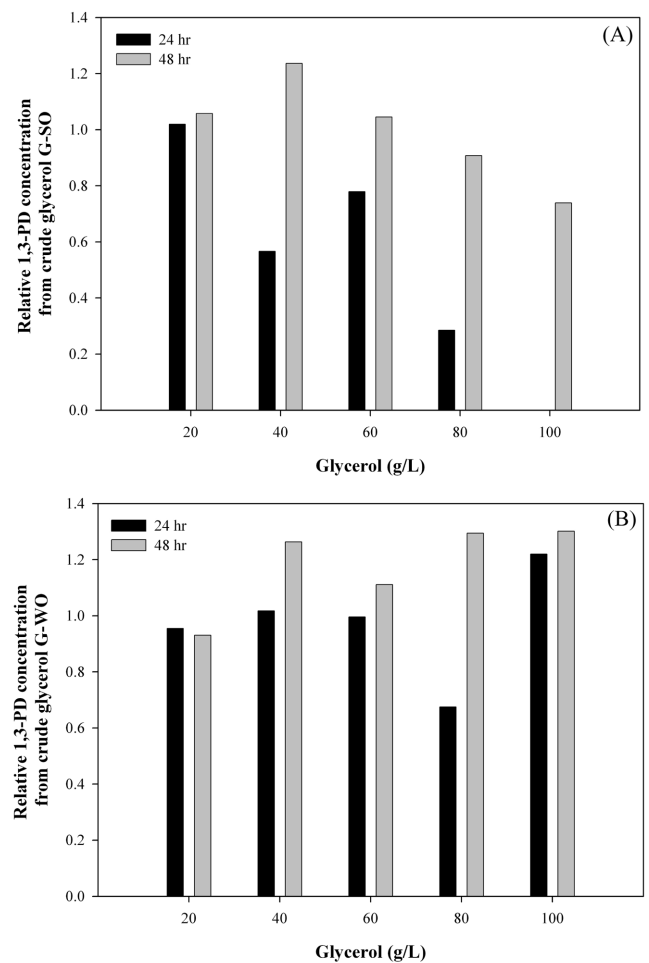 (A)
24 hr
48 hr
Relative 1,3-PD concentration
from crude glycerol G-SO
1.4
1.2
1.0
0.8
0.6
0.4
0.2
0.0
20 40 60 80 100
Glycerol (g/L)
(B)
24 hr
48 hr
Relative 1,3-PD concentration
from crude glycerol G-WO
1.4
1.2
1.0
0.8
0.6
0.4
0.2
0.0
20 40 60 80 100
Glycerol (g/L)